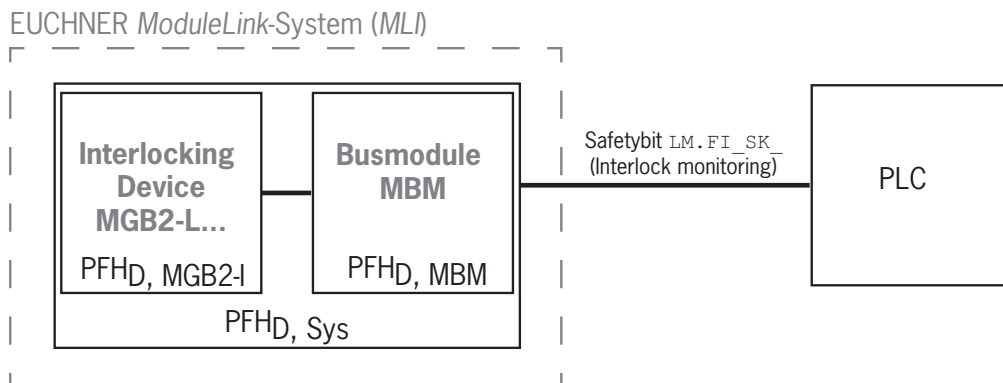 EUCHNER ModuleLink-System (MLI)
Interlocking
Device
MGB2-L...
PFHD, MGB2-I
Busmodule
MBM
PFHD, MBM
PFHD, Sys
Safetybit LM.FI_SK_
(Interlock monitoring)
PLC